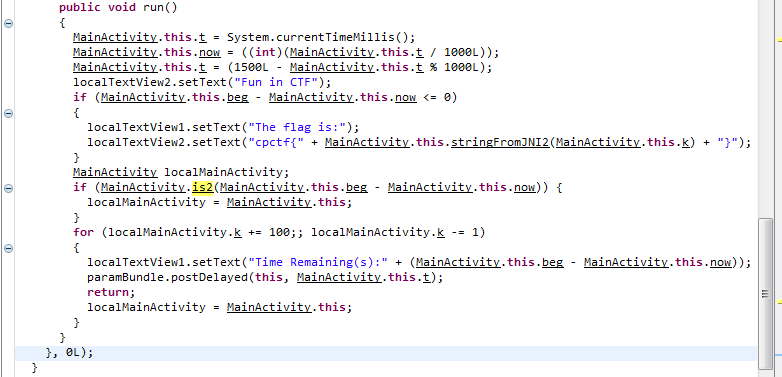 public void run()
{
MainActivity.this.t = System.currentTimeMillis();
MainActivity.this.now = ((int)(MainActivity.this.t / 1000L));
MainActivity.this.t = (1500L - MainActivity.this.t % 1000L);
localTextView2.setText("Fun in CTF");
if (MainActivity.this.beg - MainActivity.this.now <= 0)
{
localTextView1.setText("The flag is:");
localTextView2.setText("cpctf{" + MainActivity.this.stringFromJNI2(MainActivity.this.k) + "}");
}
MainActivity localMainActivity;
if (MainActivity.is2(MainActivity.this.beg - MainActivity.this.now)) {
localMainActivity = MainActivity.this;
}
for (localMainActivity.k += 100;; localMainActivity.k -= 1)
{
localTextView1.setText("Time Remaining(s):" + (MainActivity.this.beg - MainActivity.this.now));
paramBundle.postDelayed(this, MainActivity.this.t);
return;
localMainActivity = MainActivity.this;
}
}
}, 0L);
}